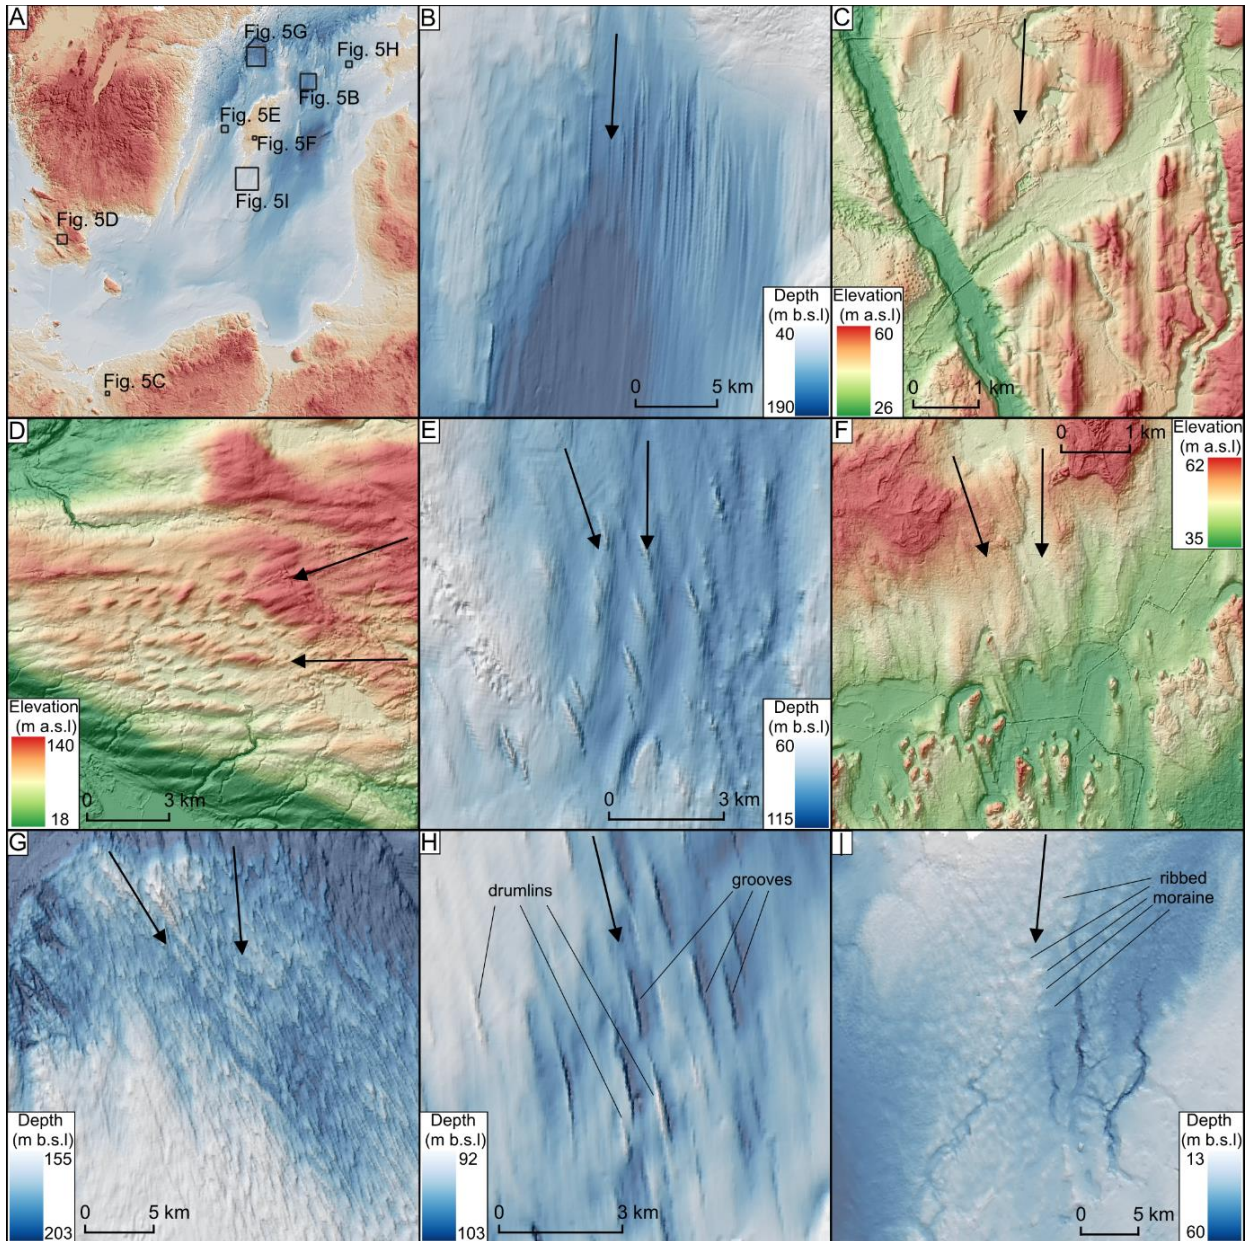 A
Fig. 5G
Fig. 5H
Fig. 5B
Fig. 5E
Fig. 5F
Fig. 5I
Fig. 5D
Fig. 5C
B
0 5 km
Depth
(m b.s.l)
40
190
C
Elevation
(m a.s.l)
60
26
0 1 km
D
Elevation
(m a.s.l)
140
18
0 3 km
E
0 3 km
Depth
(m b.s.l)
60
115
F
0 1 km
Elevation
(m a.s.l)
62
35
G
Depth
(m b.s.l)
155
203
0 5 km
H
drumlins
grooves
Depth
(m b.s.l)
92
103
0 3 km
I
ribbed
moraine
Depth
(m b.s.l)
13
60
0 5 km